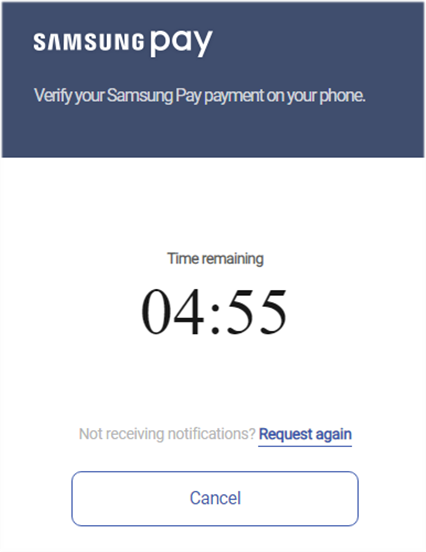 SAMSUNG pay
Verify your Samsung Pay payment on your phone.
Time remaining
04:55
Not receiving notifications? Request again
Cancel